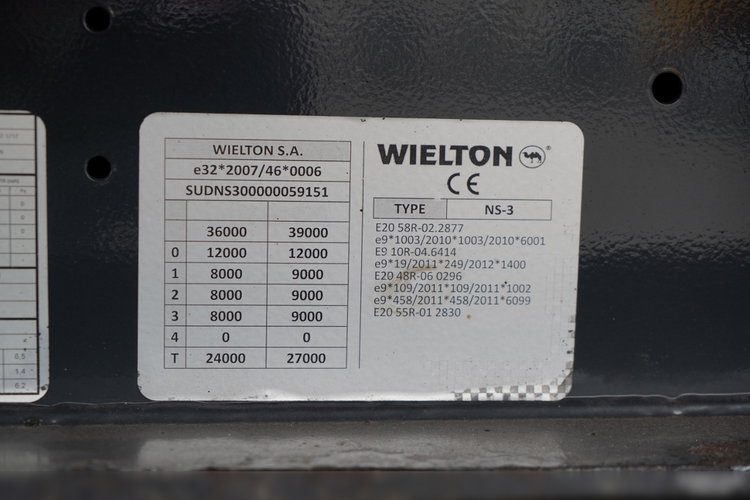 WIELTON S.A.
e32*2007/46*0006
SUDNS300000059151
36000 39000
0 12000 12000
1 8000 9000
2 8000 9000
3 8000 9000
4 0 0
T 24000 27000
WIELTON®
CE
TYPE NS-3
E20 58R-02.2877
e9*1003/2010*1003/2010*6001
E9 10R-04.6414
e9*19/2011*249/2012*1400
E20 48R-06 0296
e9*109/2011*109/2011*1002
e9*458/2011*458/2011*6099
E20 55R-01 2830